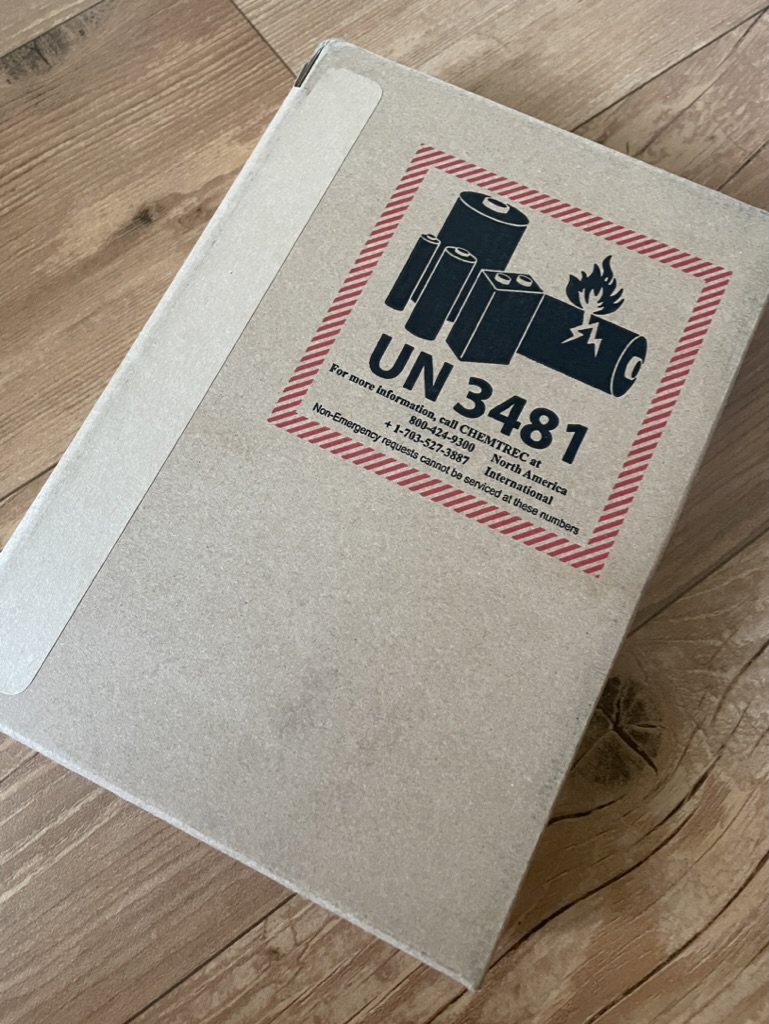 UN 3481
For more information, call CHEMTREC at
800-424-9300 North America
+ 1-703-527-3887 International
Non-Emergency requests cannot be serviced at these numbers